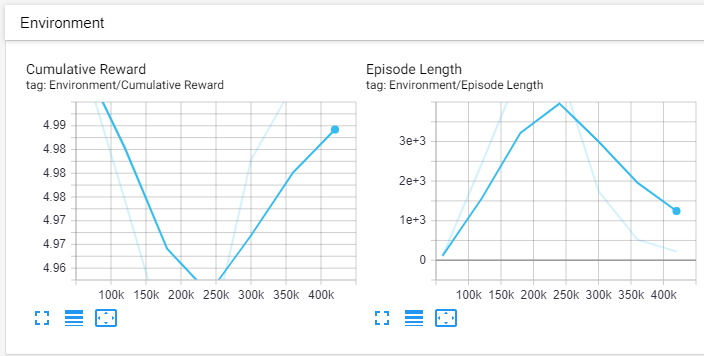 Environment
Cumulative Reward
tag: Environment/Cumulative Reward
4.99
4.98
4.98
4.98
4.97
4.97
4.96
100k 150k 200k 250k 300k 350k 400k
Episode Length
tag: Environment/Episode Length
3e+3
2e+3
1e+3
0
100k 150k 200k 250k 300k 350k 400k